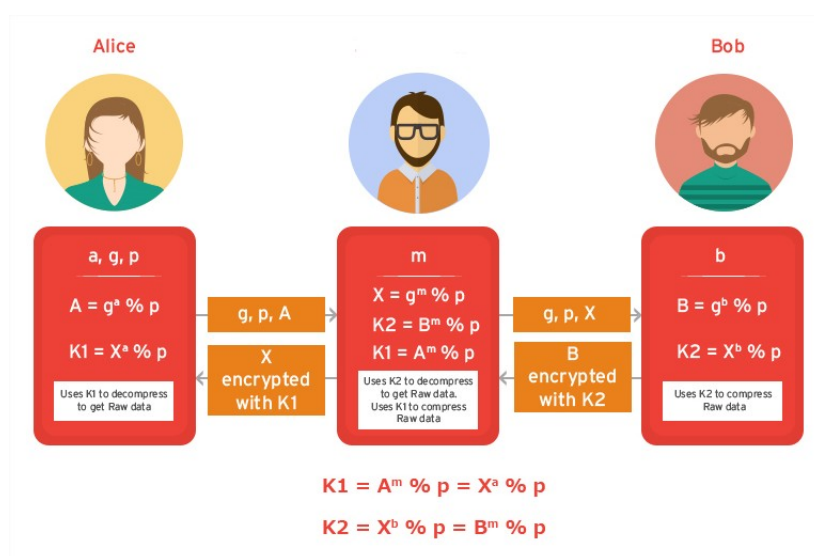 Alice
Bob
a, g, p
A = gᵃ % p
K1 = Xᵃ % p
Uses K1 to decompress
to get Raw data
g, p, A
X
encrypted
with K1
m
X = gᵐ % p
K2 = Bᵐ % p
K1 = Aᵐ % p
Uses K2 to decompress
to get Raw data.
Uses K1 to compress
Raw data
g, p, X
B
encrypted
with K2
b
B = gᵇ % p
K2 = Xᵇ % p
Uses K2 to compress
Raw data
K1 = Aᵐ % p = Xᵃ % p
K2 = Xᵇ % p = Bᵐ % p